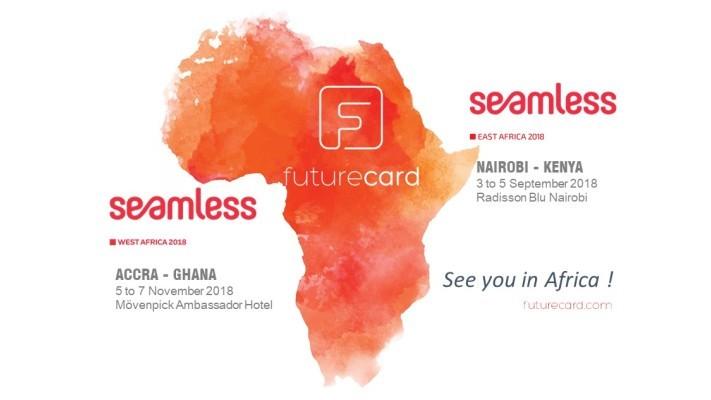 futurecard
seamless
EAST AFRICA 2018
NAIROBI - KENYA
3 to 5 September 2018
Radisson Blu Nairobi
seamless
WEST AFRICA 2018
ACCRA - GHANA
5 to 7 November 2018
Mövenpick Ambassador Hotel
See you in Africa !
futurecard.com